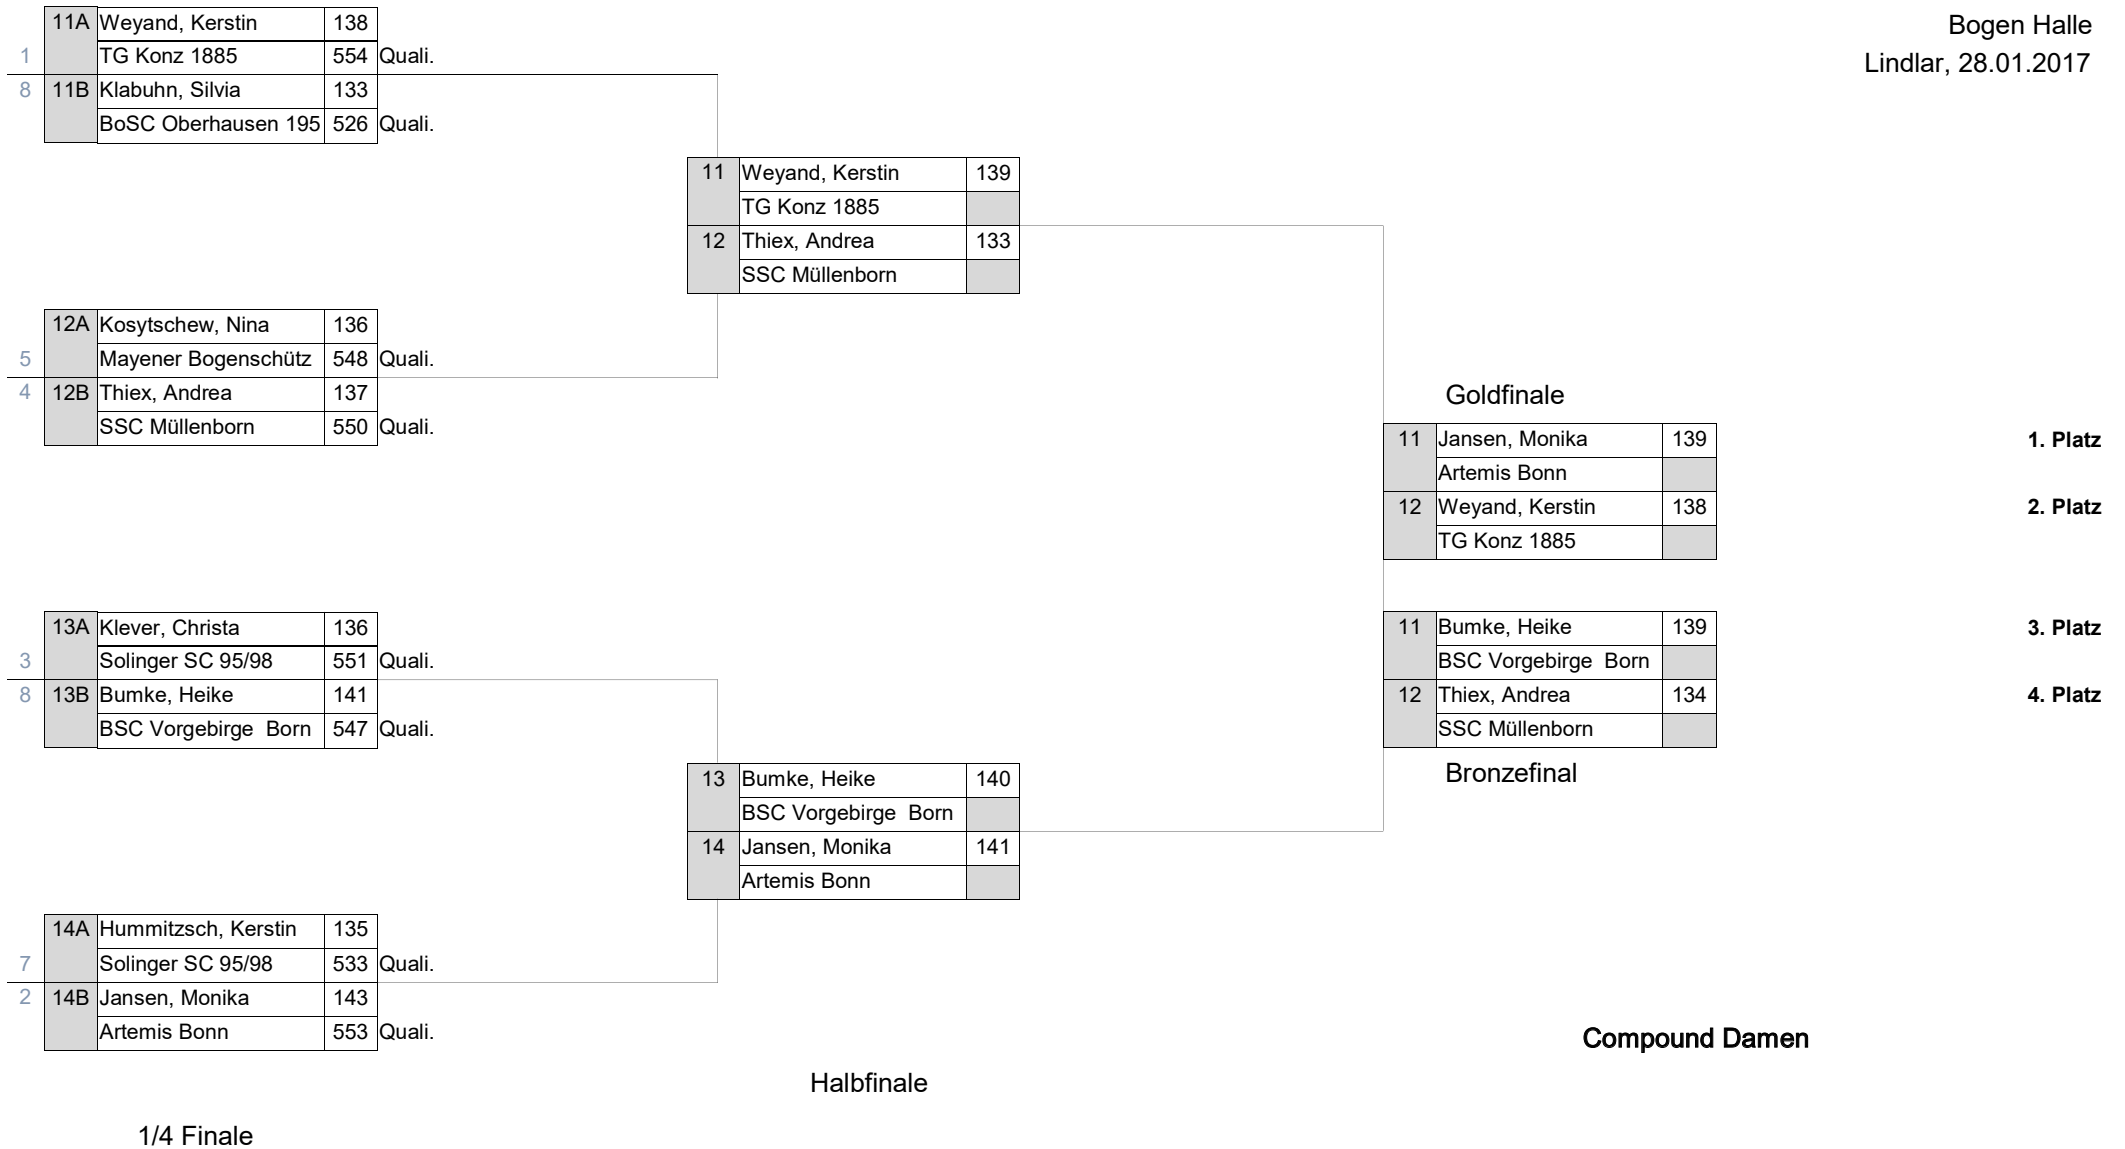 Bogen Halle
Lindlar, 28.01.2017
11A Weyand, Kerstin 138
1 TG Konz 1885 554 Quali.
8 11B Klabuhn, Silvia 133
BoSC Oberhausen 195 526 Quali.
11 Weyand, Kerstin 139
TG Konz 1885
12 Thiex, Andrea 133
SSC Müllenborn
12A Kosytschew, Nina 136
5 Mayener Bogenschütz 548 Quali.
4 12B Thiex, Andrea 137
SSC Müllenborn 550 Quali.
Goldfinale
11 Jansen, Monika 139 1. Platz
Artemis Bonn
12 Weyand, Kerstin 138 2. Platz
TG Konz 1885
13A Klever, Christa 136
3 Solinger SC 95/98 551 Quali.
8 13B Bumke, Heike 141
BSC Vorgebirge  Born 547 Quali.
11 Bumke, Heike 139 3. Platz
BSC Vorgebirge  Born
12 Thiex, Andrea 134 4. Platz
SSC Müllenborn
Bronzefinal
13 Bumke, Heike 140
BSC Vorgebirge  Born
14 Jansen, Monika 141
Artemis Bonn
14A Hummitzsch, Kerstin 135
7 Solinger SC 95/98 533 Quali.
2 14B Jansen, Monika 143
Artemis Bonn 553 Quali.
Compound Damen
Halbfinale
1/4 Finale